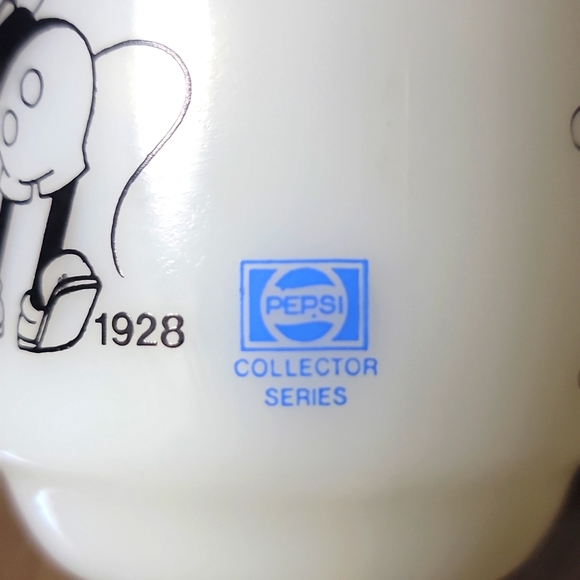 1928
PEPSI
COLLECTOR
SERIES